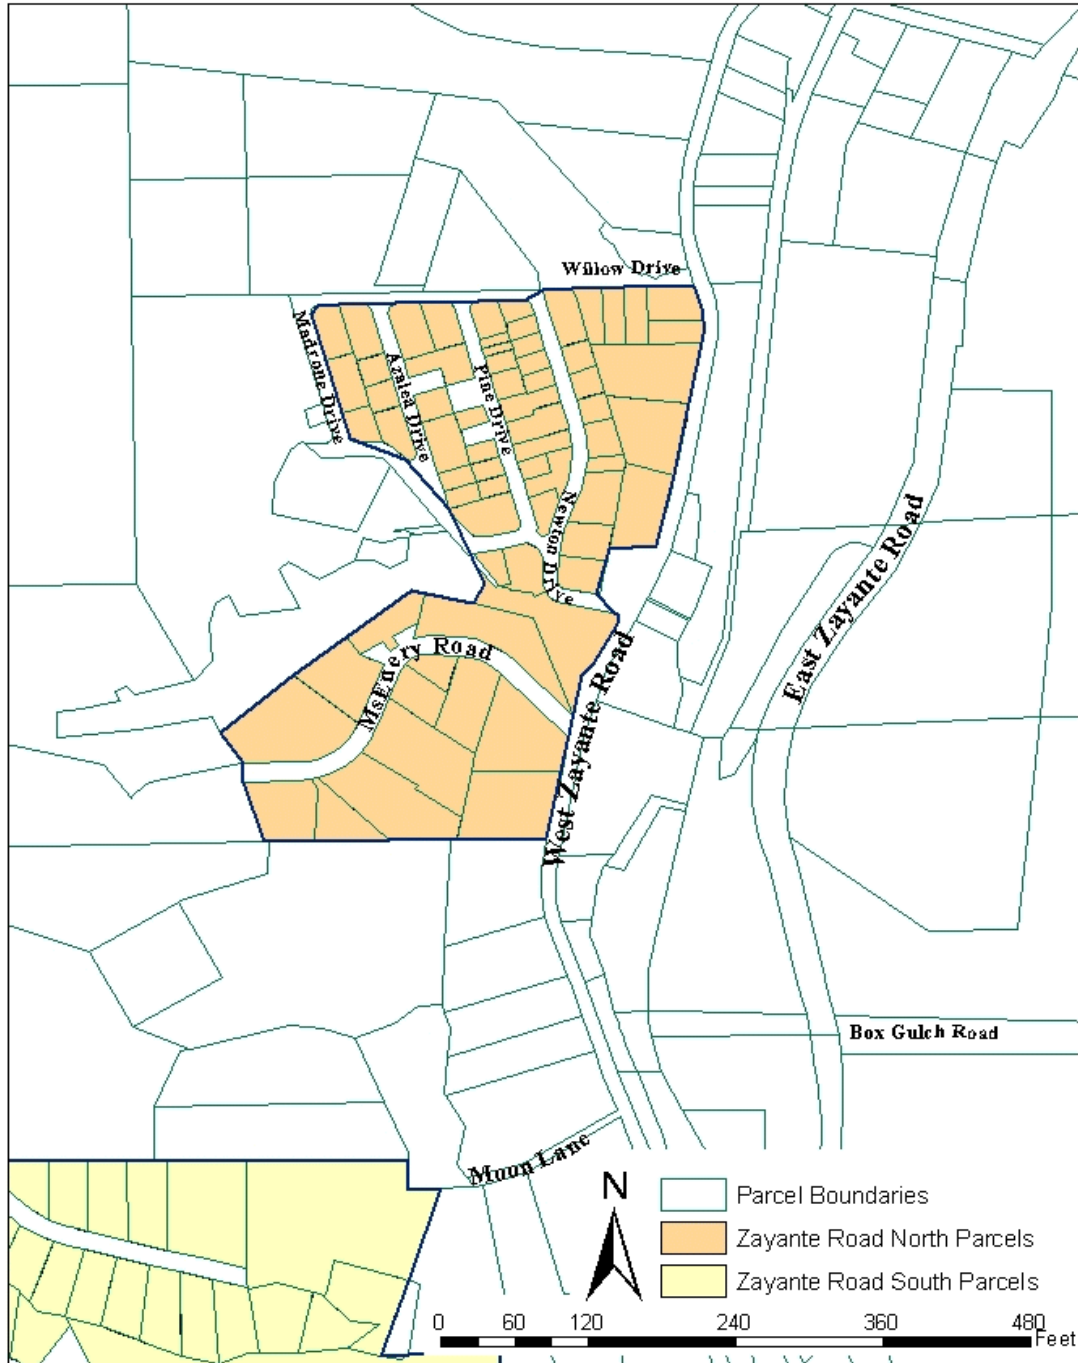 Willow Drive
Madrone Drive
Azalea Drive
Pine Drive
Newton Drive
McEnery Road
West Zayante Road
East Zayante Road
Box Gulch Road
Moon Lane
N
Parcel Boundaries
Zayante Road North Parcels
Zayante Road South Parcels
0 60 120 240 360 480
Feet